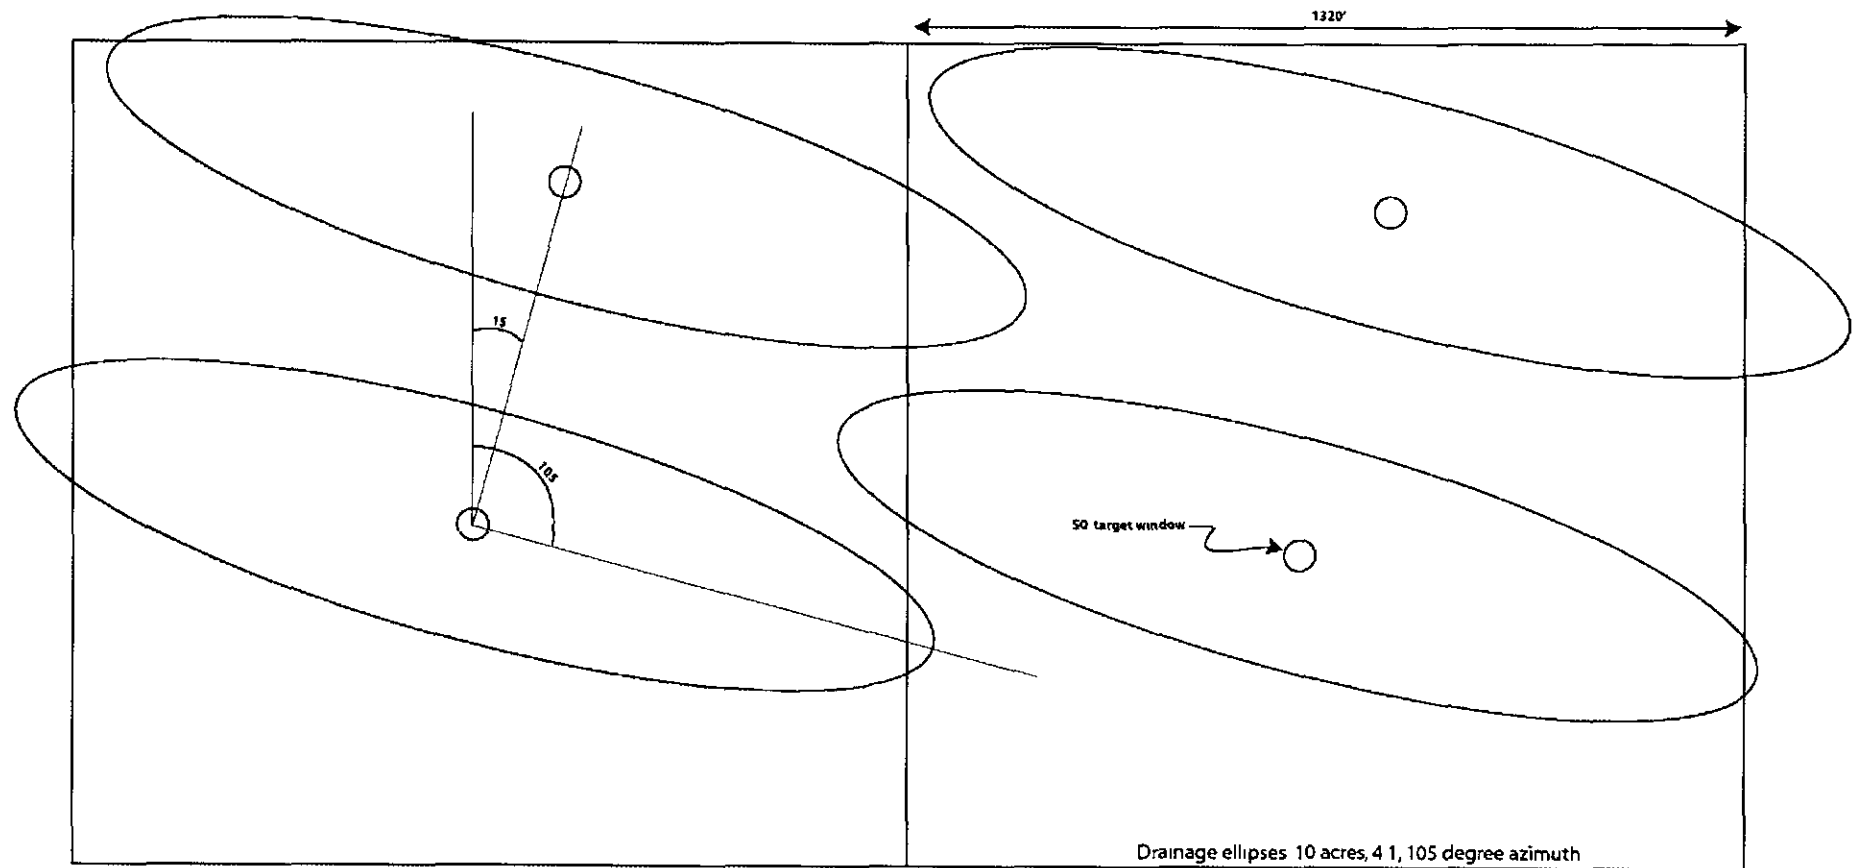 1320'
15
105
50 target window
Drainage ellipses 10 acres, 4 1, 105 degree azimuth